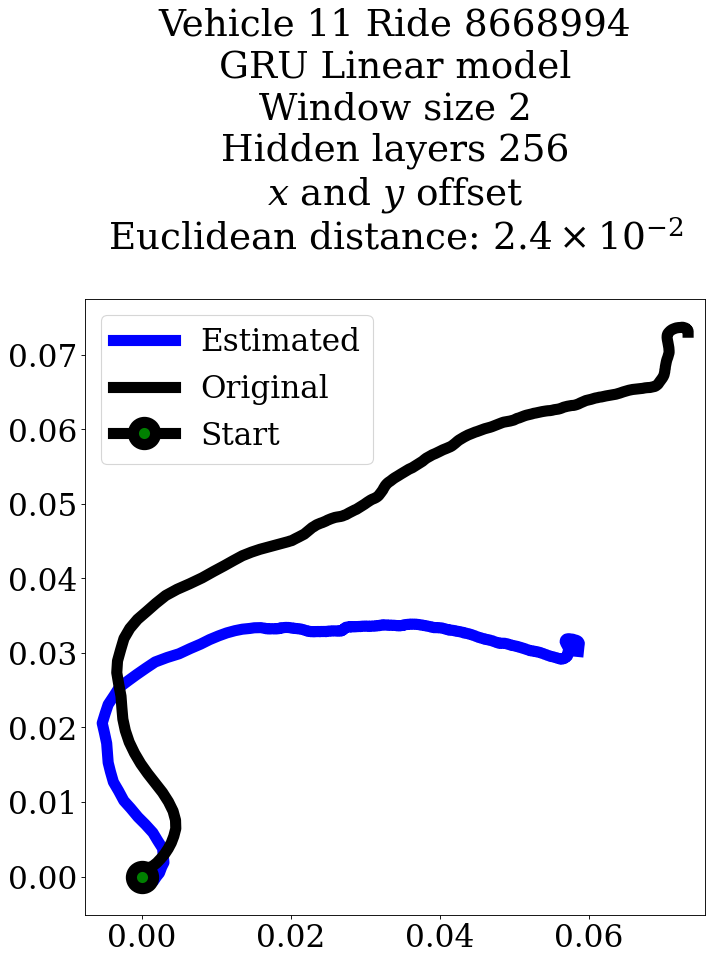 Vehicle 11 Ride 8668994
GRU Linear model
Window size 2
Hidden layers 256
x and y offset
Euclidean distance: 2.4 × 10⁻²
Estimated
Original
Start
0.07
0.06
0.05
0.04
0.03
0.02
0.01
0.00
0.00 0.02 0.04 0.06